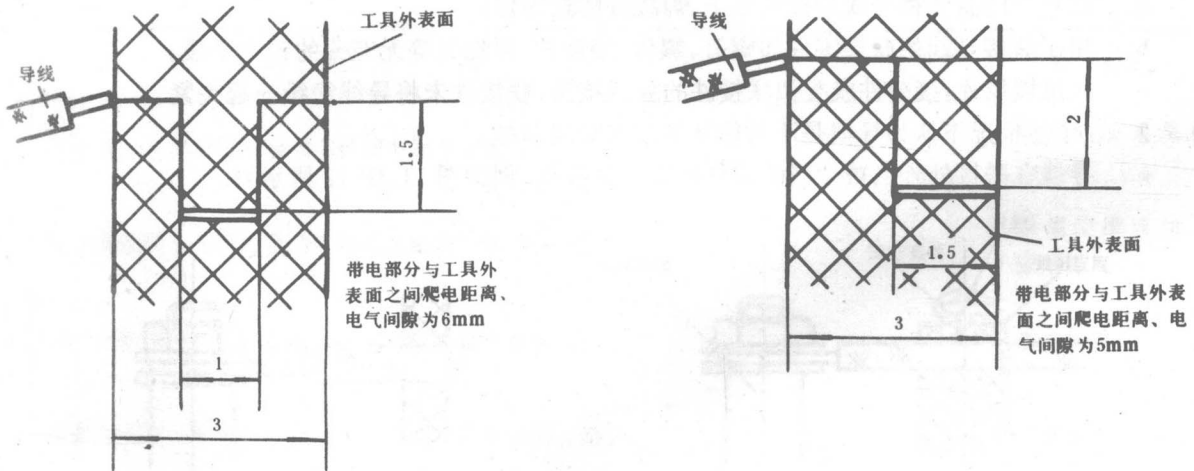 工具外表面
导线
1.5
带电部分与工具外
表面之间爬电距离、
电气间隙为6mm
1
3
导线
2
工具外表面
1.5
带电部分与工具外表
面之间爬电距离、电
气间隙为5mm
3